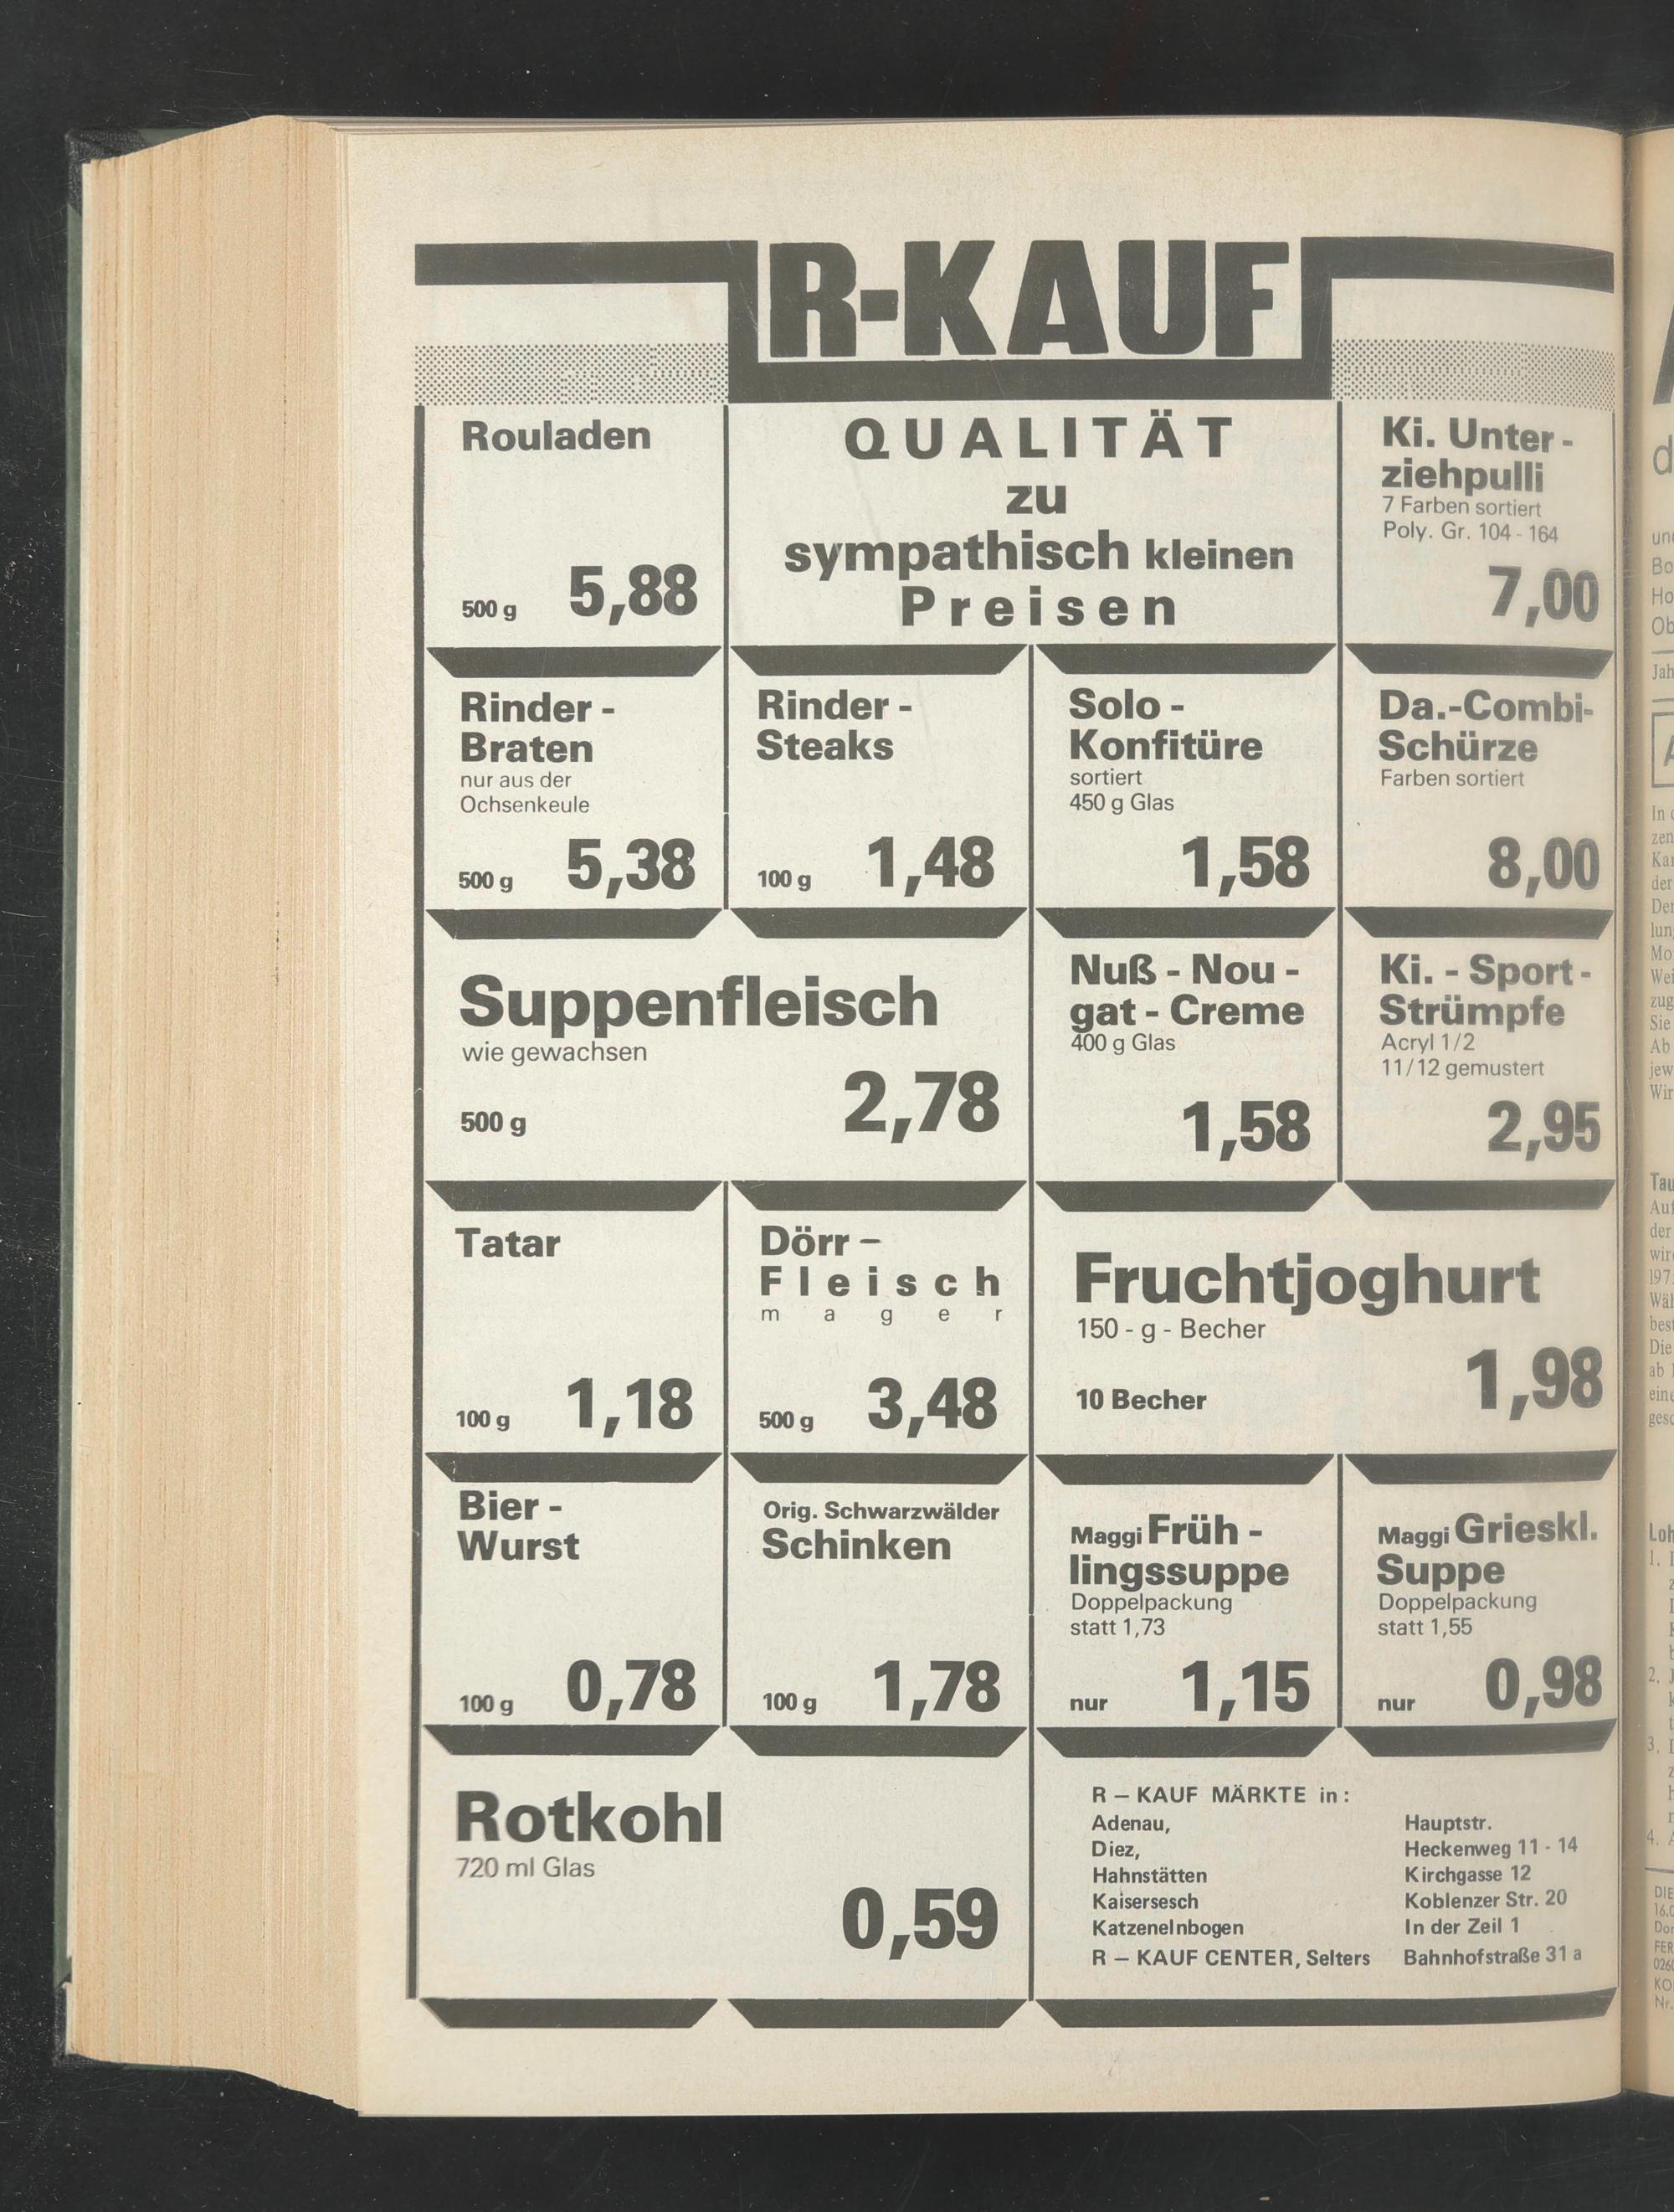 R-KAUF
Rouladen
500 g 5,88
QUALITÄT
zu
sympathisch kleinen
Preisen
Ki. Unter -
ziehpulli
7 Farben sortiert
Poly. Gr. 104 - 164
7,00
Rinder -
Braten
nur aus der
Ochsenkeule
500 g 5,38
Rinder -
Steaks
100 g 1,48
Solo -
Konfitüre
sortiert
450 g Glas
1,58
Da.-Combi-
Schürze
Farben sortiert
8,00
Suppenfleisch
wie gewachsen
2,78
500 g
Nuß - Nou -
gat - Creme
400 g Glas
1,58
Ki. - Sport -
Strümpfe
Acryl 1/2
11/12 gemustert
2,95
Tatar
100 g 1,18
Dörr –
Fleisch
mager
500 g 3,48
Fruchtjoghurt
150 - g - Becher
10 Becher 1,98
Bier -
Wurst
100 g 0,78
Orig. Schwarzwälder
Schinken
100 g 1,78
Maggi Früh -
lingssuppe
Doppelpackung
statt 1,73
nur 1,15
Maggi Grieskl.
Suppe
Doppelpackung
statt 1,55
nur 0,98
Rotkohl
720 ml Glas
0,59
R – KAUF MÄRKTE in :
Adenau, Hauptstr.
Diez, Heckenweg 11 - 14
Hahnstätten Kirchgasse 12
Kaisersesch Koblenzer Str. 20
Katzenelnbogen In der Zeil 1
R – KAUF CENTER, Selters Bahnhofstraße 31 a